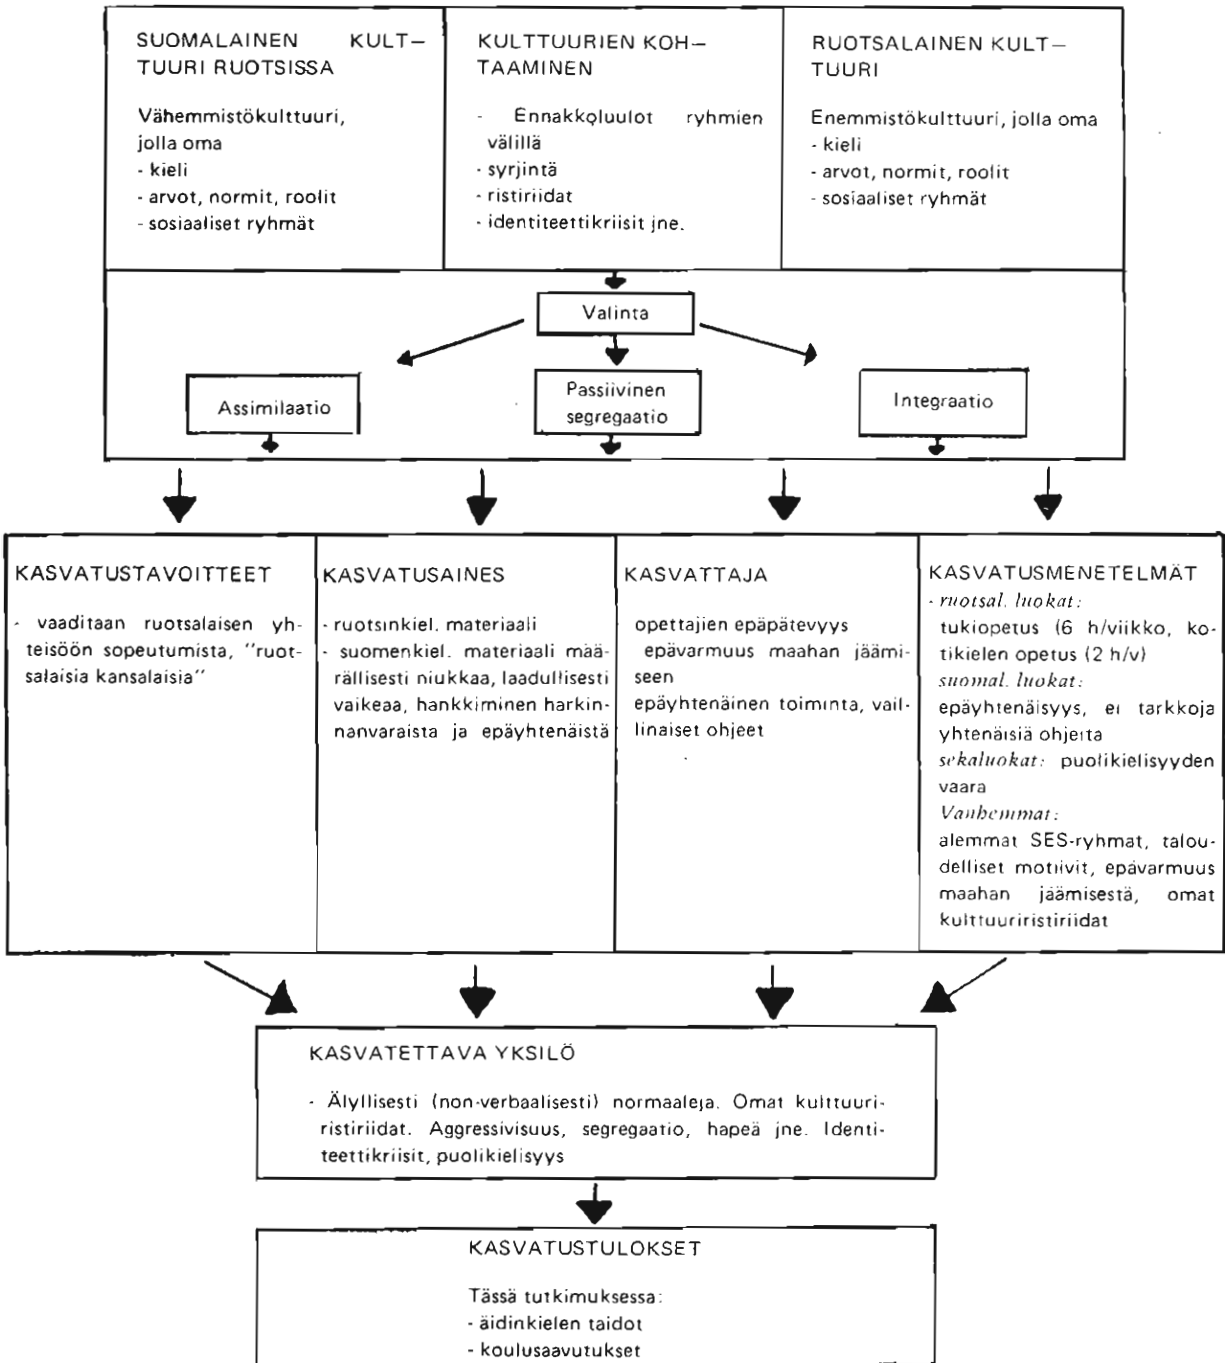 SUOMALAINEN KULT–
TUURI RUOTSISSA
Vähemmistökulttuuri,
jolla oma
- kieli
- arvot, normit, roolit
- sosiaaliset ryhmät
KULTTUURIEN KOH–
TAAMINEN
- Ennakkoluulot ryhmien
välillä
- syrjintä
- ristiriidat
- identiteettikriisit jne.
RUOTSALAINEN KULT–
TUURI
Enemmistökulttuuri, jolla oma
- kieli
- arvot, normit, roolit
- sosiaaliset ryhmät
Valinta
Assimilaatio
Passiivinen
segregaatio
Integraatio
KASVATUSTAVOITTEET
- vaaditaan ruotsalaisen yh-
teisöön sopeutumista, "ruot-
salaisia kansalaisia"
KASVATUSAINES
- ruotsinkiel. materiaali
- suomenkiel. materiaali mää-
rällisesti niukkaa, laadullisesti
vaikeaa, hankkiminen harkin-
nanvaraista ja epäyhtenäistä
KASVATTAJA
opettajien epäpätevyys
epävarmuus maahan jäämi-
seen
epäyhtenäinen toiminta, vail-
linaiset ohjeet
KASVATUSMENETELMÄT
- ruotsal. luokat:
tukiopetus (6 h/viikko, ko-
tikielen opetus (2 h/v)
suomal. luokat:
epäyhtenäisyys, ei tarkkoja
yhtenäisiä ohjeita
sekaluokat: puolikielisyyden
vaara
Vanhemmat:
alemmat SES-ryhmat, talou-
delliset motiivit, epävarmuus
maahan jäämisestä, omat
kulttuuriristiriidat
KASVATETTAVA YKSILÖ
- Älyllisesti (non-verbaalisesti) normaaleja. Omat kulttuuri-
ristiriidat. Aggressivisuus, segregaatio, hapeä jne. Identi-
teettikriisit, puolikielisyys
KASVATUSTULOKSET
Tässä tutkimuksessa:
- äidinkielen taidot
- koulusaavutukset